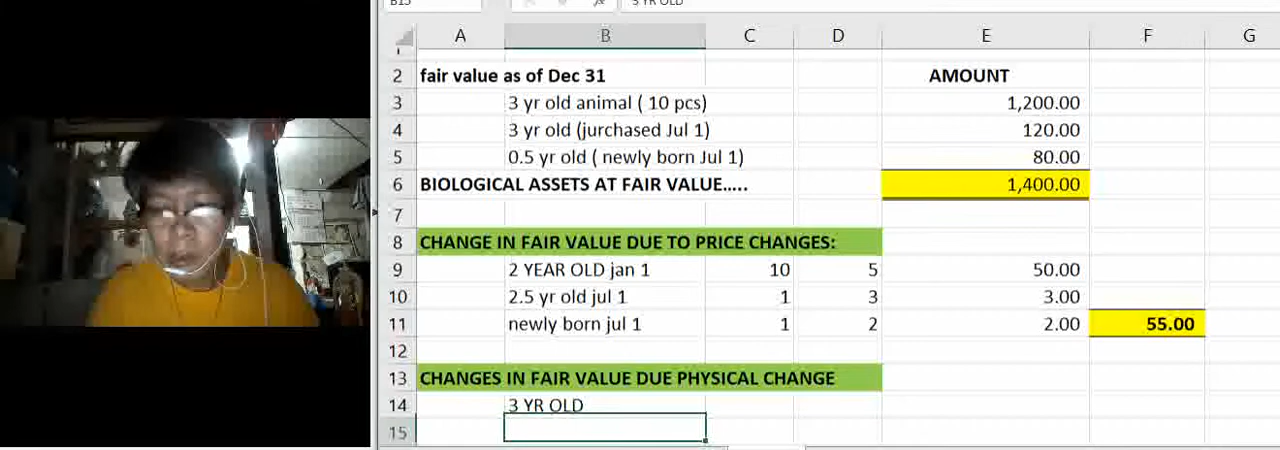 B15 3 YR OLD
A B C D E F G
2 fair value as of Dec 31 AMOUNT
3 3 yr old animal ( 10 pcs) 1,200.00
4 3 yr old (jurchased Jul 1) 120.00
5 0.5 yr old ( newly born Jul 1) 80.00
6 BIOLOGICAL ASSETS AT FAIR VALUE..... 1,400.00
7
8 CHANGE IN FAIR VALUE DUE TO PRICE CHANGES:
9 2 YEAR OLD jan 1 10 5 50.00
10 2.5 yr old jul 1 1 3 3.00
11 newly born jul 1 1 2 2.00 55.00
12
13 CHANGES IN FAIR VALUE DUE PHYSICAL CHANGE
14 3 YR OLD
15